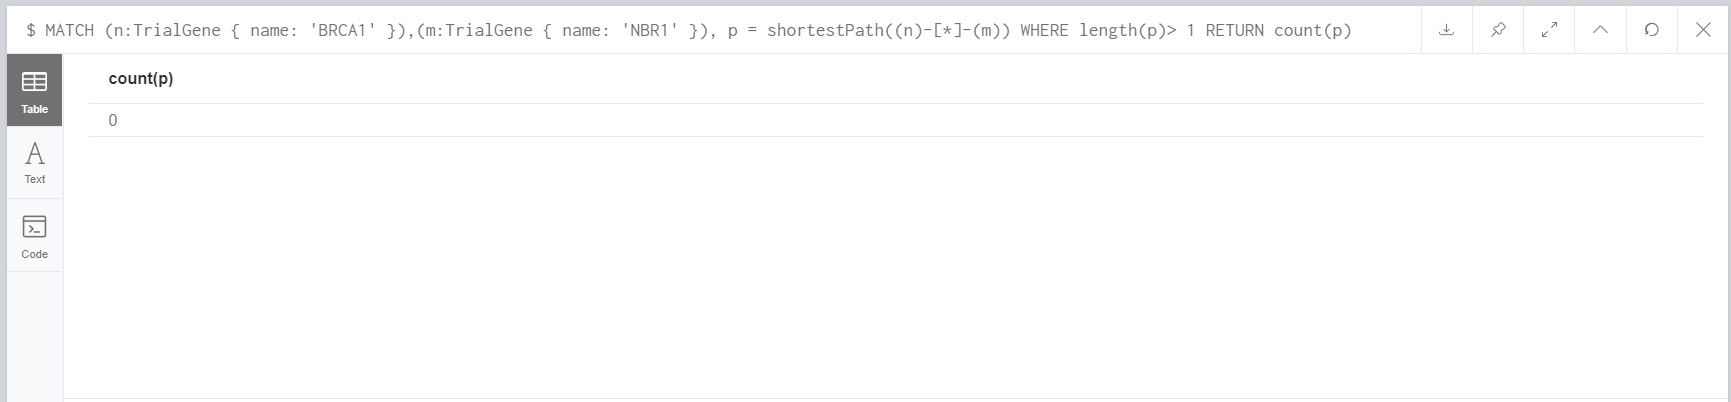 $ MATCH (n:TrialGene { name: 'BRCA1' }),(m:TrialGene { name: 'NBR1' }), p = shortestPath((n)-[*]-(m)) WHERE length(p)> 1 RETURN count(p)
Table
count(p)
0
Text
Code